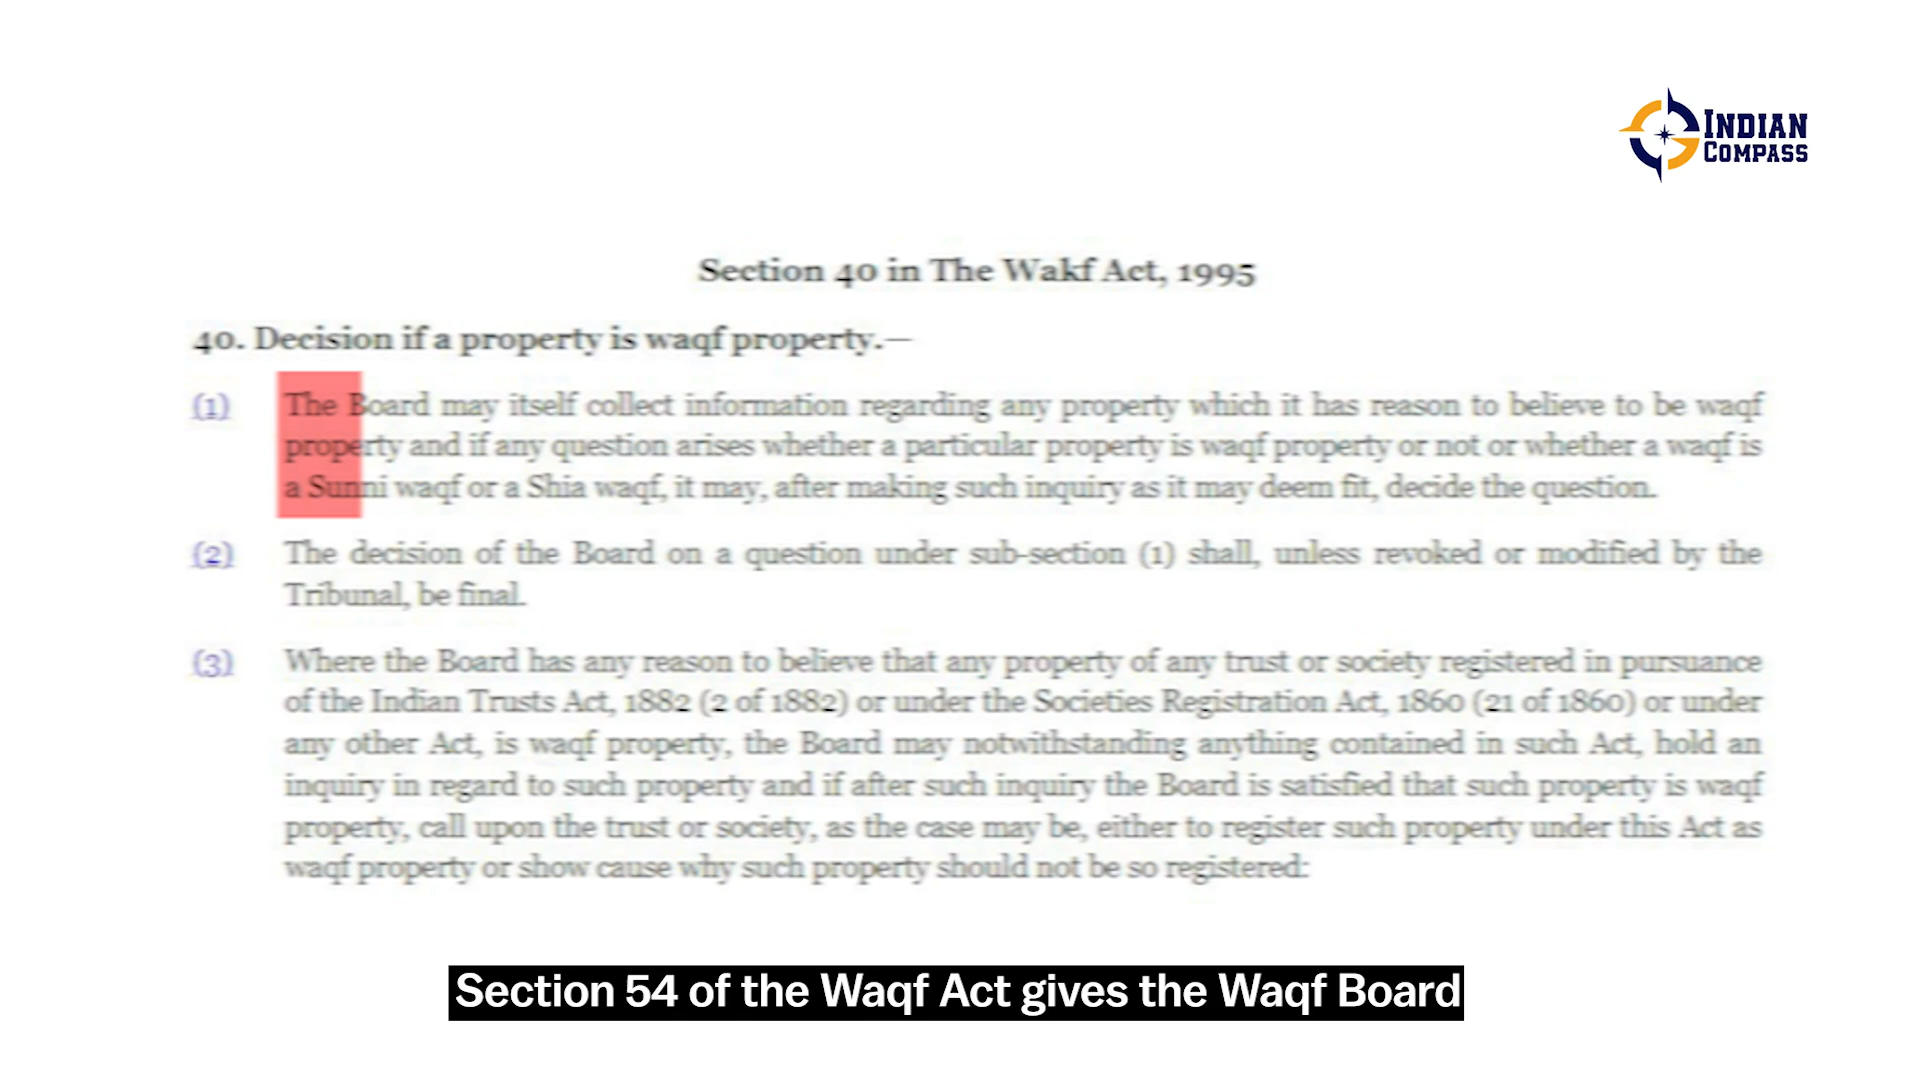 INDIAN
COMPASS
Section 40 in The Wakf Act, 1995
40. Decision if a property is waqf property.—
(1) The Board may itself collect information regarding any property which it has reason to believe to be waqf
property and if any question arises whether a particular property is waqf property or not or whether a waqf is
a Sunni waqf or a Shia waqf, it may, after making such inquiry as it may deem fit, decide the question.
(2) The decision of the Board on a question under sub-section (1) shall, unless revoked or modified by the
Tribunal, be final.
(3) Where the Board has any reason to believe that any property of any trust or society registered in pursuance
of the Indian Trusts Act, 1882 (2 of 1882) or under the Societies Registration Act, 1860 (21 of 1860) or under
any other Act, is waqf property, the Board may notwithstanding anything contained in such Act, hold an
inquiry in regard to such property and if after such inquiry the Board is satisfied that such property is waqf
property, call upon the trust or society, as the case may be, either to register such property under this Act as
waqf property or show cause why such property should not be so registered:
Section 54 of the Waqf Act gives the Waqf Board